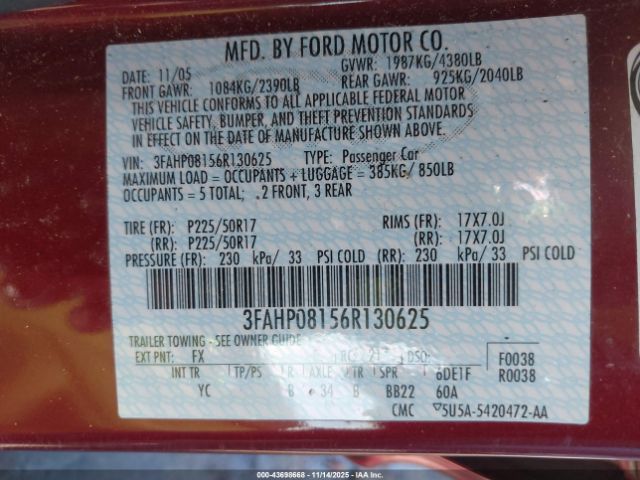 MFD. BY FORD MOTOR CO.
DATE: 11/05 GVWR: 1987KG/4380LB
FRONT GAWR: 1084KG/2390LB REAR GAWR: 925KG/2040LB
THIS VEHICLE CONFORMS TO ALL APPLICABLE FEDERAL MOTOR
VEHICLE SAFETY, BUMPER, AND THEFT PREVENTION STANDARDS
IN EFFECT ON THE DATE OF MANUFACTURE SHOWN ABOVE.
VIN: 3FAHP08156R130625 TYPE: Passenger Car
MAXIMUM LOAD = OCCUPANTS + LUGGAGE = 385KG/ 850LB
OCCUPANTS = 5 TOTAL; 2 FRONT, 3 REAR
TIRE (FR): P225/50R17 RIMS (FR): 17X7.0J
(RR): P225/50R17 (RR): 17X7.0J
PRESSURE (FR): 230 kPa/ 33 PSI COLD (RR): 230 kPa/ 33 PSI COLD
3FAHP08156R130625
TRAILER TOWING - SEE OWNER GUIDE
EXT PNT: FX RC: 21 DSO: F0038
INT TR TP/PS R AXLE TR SPR 6DE1F R0038
YC B 34 B BB22 60A
CMC 5U5A-5420472-AA
000-43698668 11/14/2025 IAAI